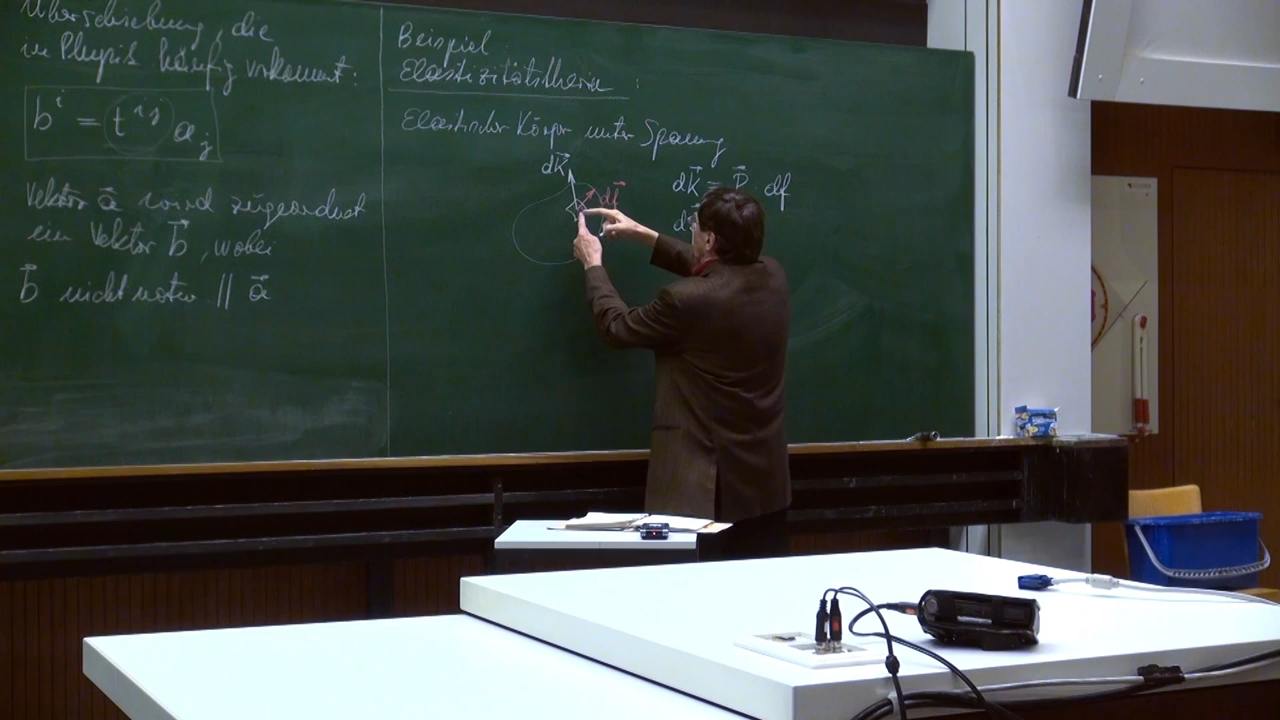 Überschiebung, die
in Physik häufig vorkommt:
bⁱ = tⁱʲ aⱼ
Vektor a⃗ wird zugeordnet
ein Vektor b⃗, wobei
b⃗ nicht notw || a⃗
Beispiel
Elastizitätstheorie :
Elastischer Körper unter Spannung
dK⃗
df⃗
dK⃗ = P⃗ df